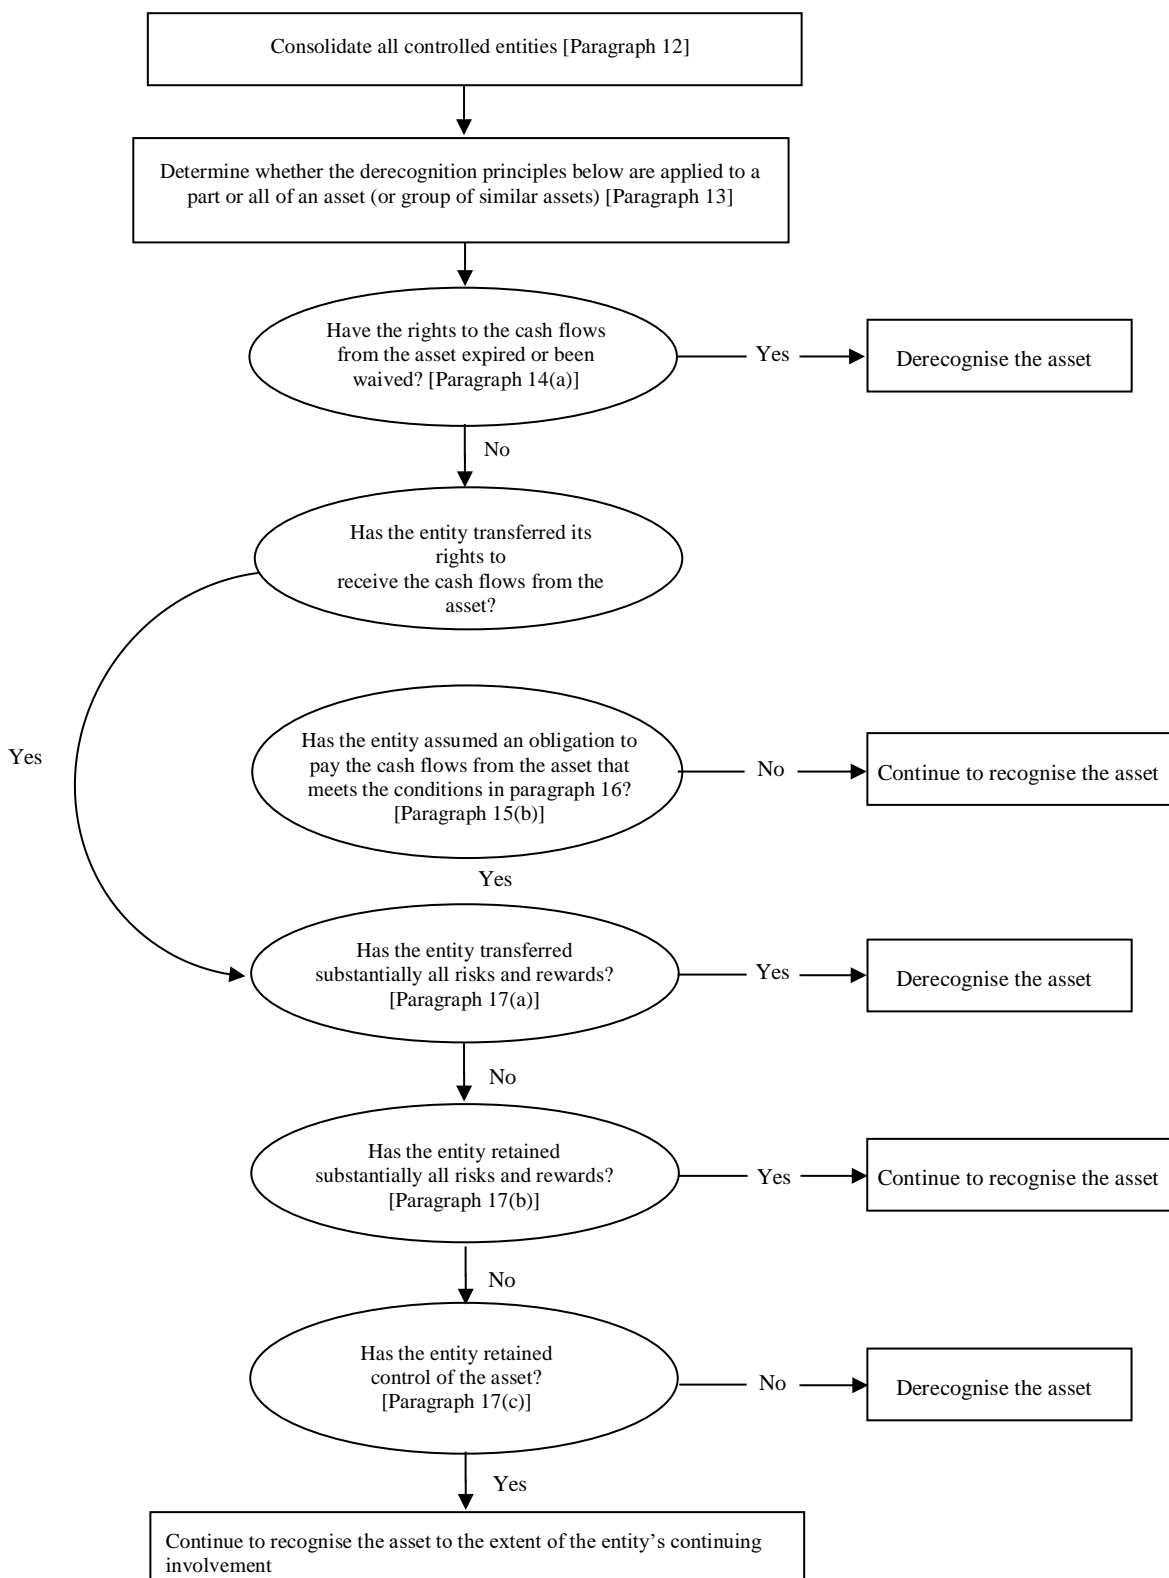 Consolidate all controlled entities [Paragraph 12]
Determine whether the derecognition principles below are applied to a
part or all of an asset (or group of similar assets) [Paragraph 13]
Have the rights to the cash flows
from the asset expired or been
waived? [Paragraph 14(a)]
Yes
Derecognise the asset
No
Has the entity transferred its
rights to
receive the cash flows from the
asset?
Yes
Has the entity assumed an obligation to
pay the cash flows from the asset that
meets the conditions in paragraph 16?
[Paragraph 15(b)]
No
Continue to recognise the asset
Yes
Has the entity transferred
substantially all risks and rewards?
[Paragraph 17(a)]
Yes
Derecognise the asset
No
Has the entity retained
substantially all risks and rewards?
[Paragraph 17(b)]
Yes
Continue to recognise the asset
No
Has the entity retained
control of the asset?
[Paragraph 17(c)]
No
Derecognise the asset
Yes
Continue to recognise the asset to the extent of the entity’s continuing
involvement